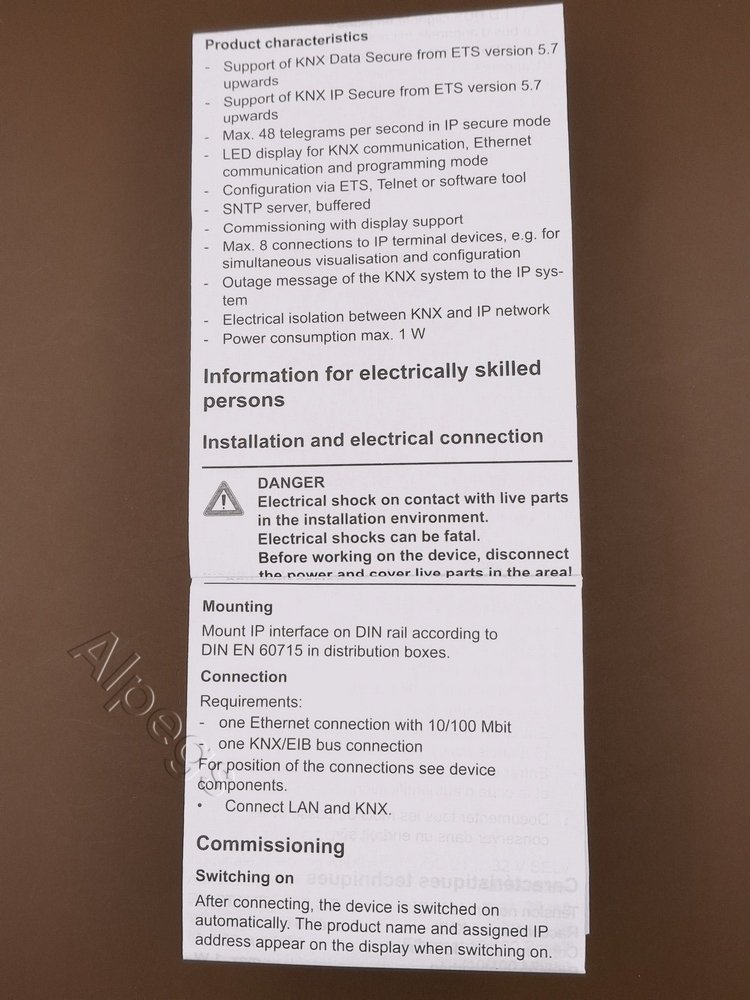 Product characteristics
- Support of KNX Data Secure from ETS version 5.7
upwards
- Support of KNX IP Secure from ETS version 5.7
upwards
- Max. 48 telegrams per second in IP secure mode
- LED display for KNX communication, Ethernet
communication and programming mode
- Configuration via ETS, Telnet or software tool
- SNTP server, buffered
- Commissioning with display support
- Max. 8 connections to IP terminal devices, e.g. for
simultaneous visualisation and configuration
- Outage message of the KNX system to the IP sys-
tem
- Electrical isolation between KNX and IP network
- Power consumption max. 1 W
Information for electrically skilled
persons
Installation and electrical connection
DANGER
Electrical shock on contact with live parts
in the installation environment.
Electrical shocks can be fatal.
Before working on the device, disconnect
the power and cover live parts in the area!
Mounting
Mount IP interface on DIN rail according to
DIN EN 60715 in distribution boxes.
Connection
Requirements:
- one Ethernet connection with 10/100 Mbit
- one KNX/EIB bus connection
For position of the connections see device
components.
• Connect LAN and KNX.
Commissioning
Switching on
After connecting, the device is switched on
automatically. The product name and assigned IP
address appear on the display when switching on.